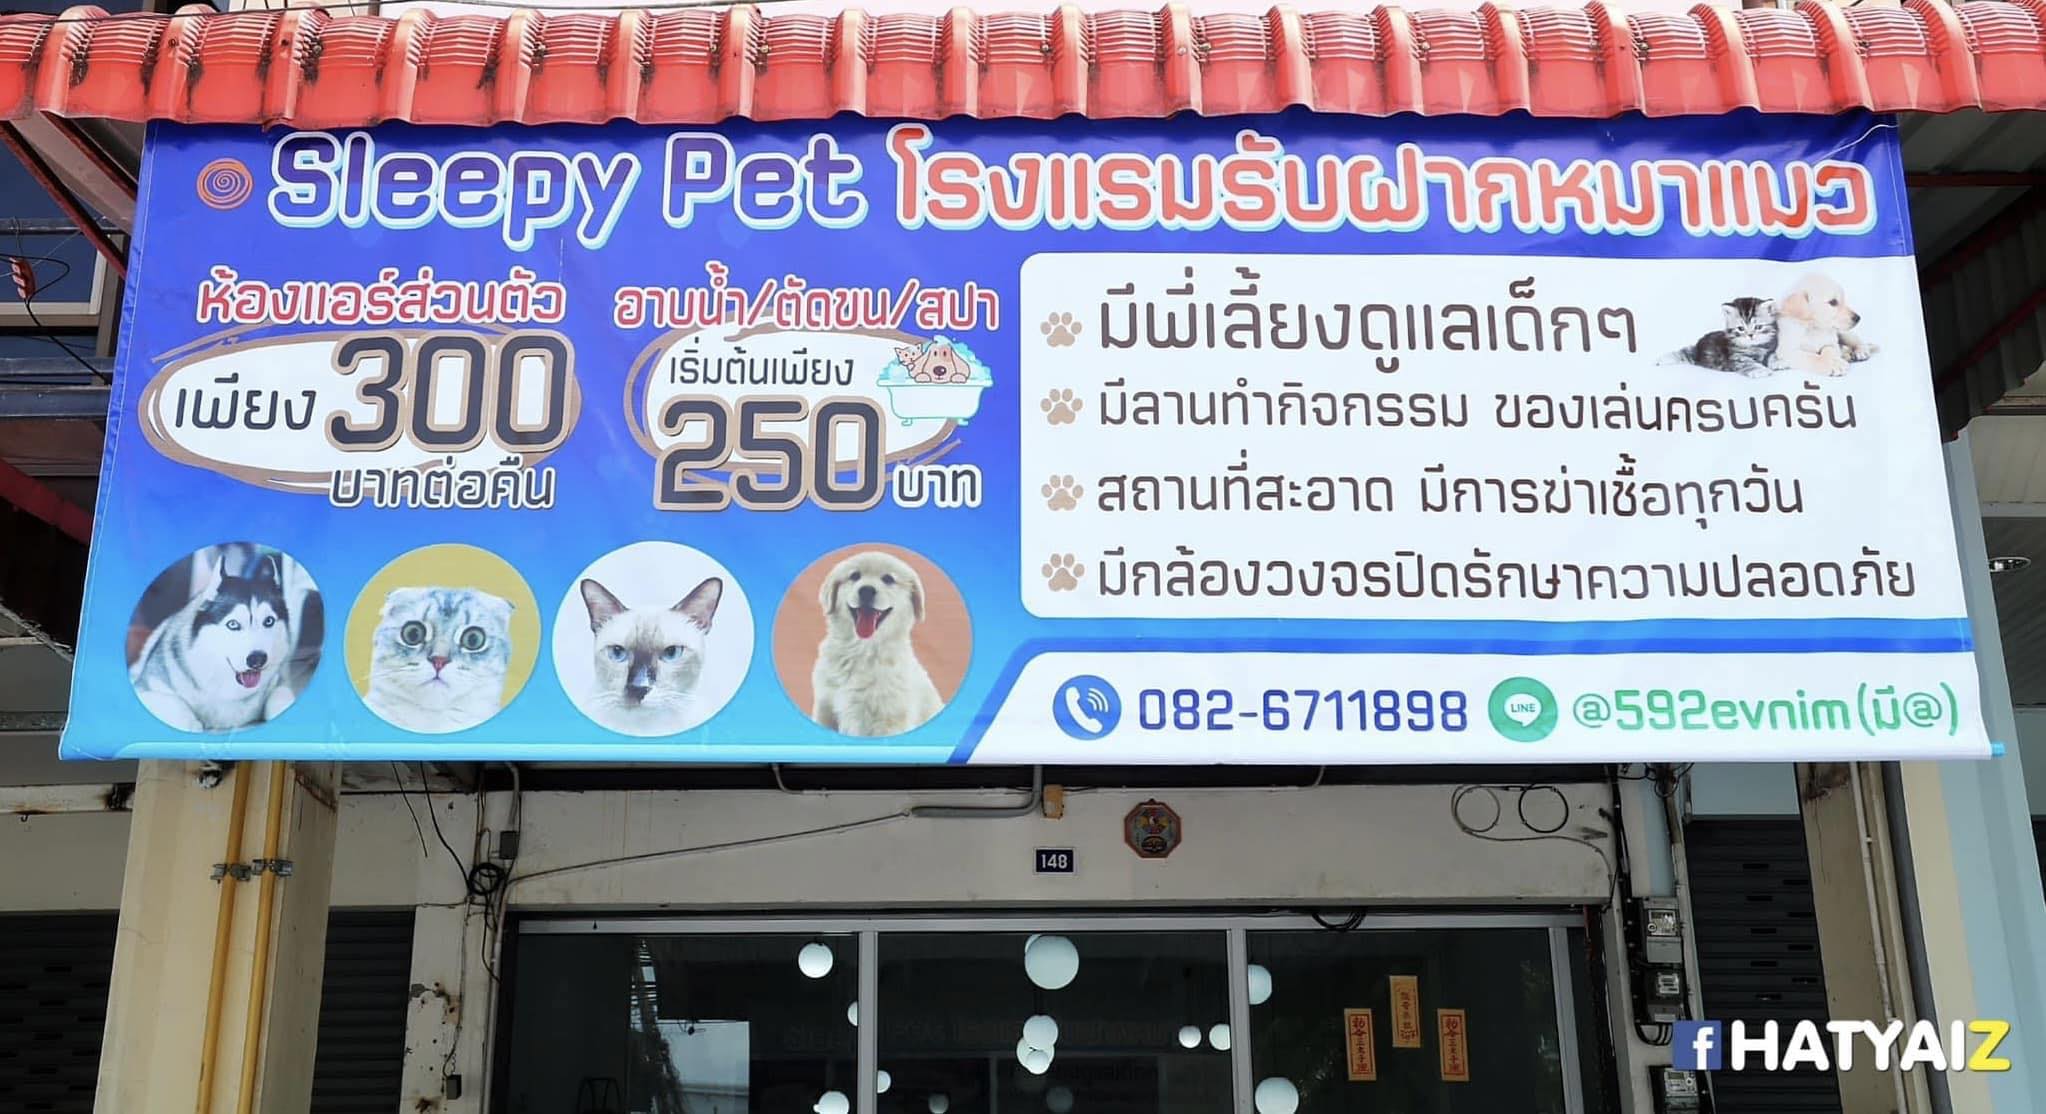 Sleepy Pet โรงแรมรับฝากหมาแมว
ห้องแอร์ส่วนตัว
เพียง 300
บาทต่อคืน
อาบน้ำ/ตัดขน/สปา
เริ่มต้นเพียง
250 บาท
มีพี่เลี้ยงดูแลเด็กๆ
มีลานทำกิจกรรม ของเล่นครบครัน
สถานที่สะอาด มีการฆ่าเชื้อทุกวัน
มีกล้องวงจรปิดรักษาความปลอดภัย
082-6711898 LINE @592evnim (มี@)
148
f HATYAIZ